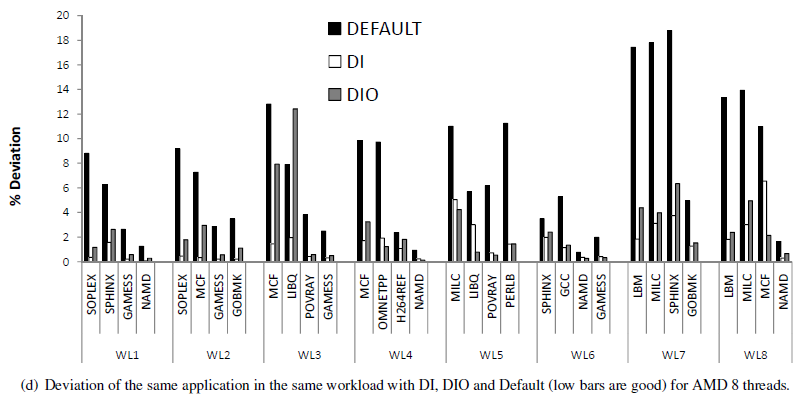 20
18
16
14
12
10
8
6
4
2
0
% Deviation
DEFAULT
DI
DIO
SOPLEX
SPHINX
GAMESS
NAMD
SOPLEX
MCF
GAMESS
GOBMK
MCF
LIBQ
POVRAY
GAMESS
MCF
OMNETPP
H264REF
NAMD
MILC
LIBQ
POVRAY
PERLB
SPHINX
GCC
NAMD
GAMESS
LBM
MILC
SPHINX
GOBMK
LBM
MILC
MCF
NAMD
WL1 WL2 WL3 WL4 WL5 WL6 WL7 WL8
(d) Deviation of the same application in the same workload with DI, DIO and Default (low bars are good) for AMD 8 threads.